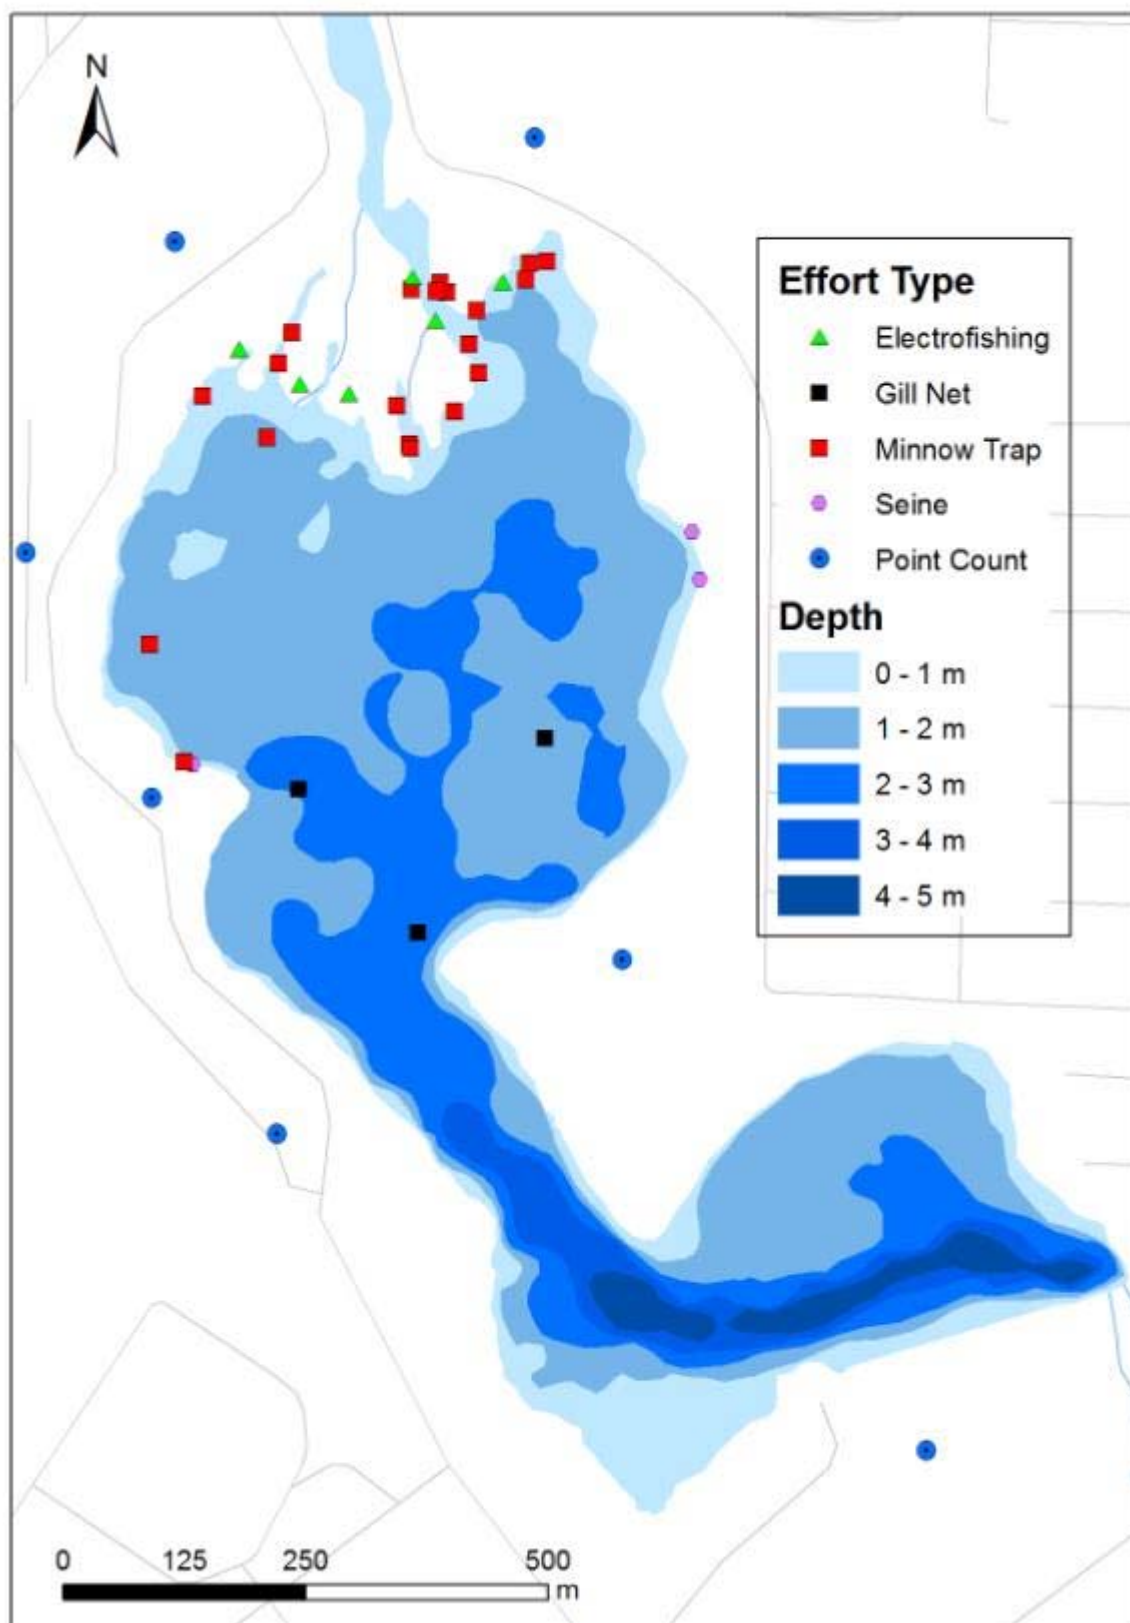 N
Effort Type
Electrofishing
Gill Net
Minnow Trap
Seine
Point Count
Depth
0 - 1 m
1 - 2 m
2 - 3 m
3 - 4 m
4 - 5 m
0 125 250 500
m